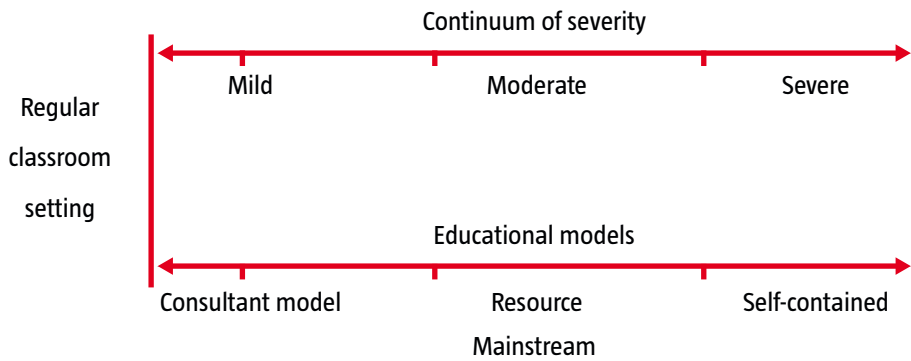 Continuum of severity
Mild Moderate Severe
Regular
classroom
setting
Educational models
Consultant model Resource Self-contained
Mainstream